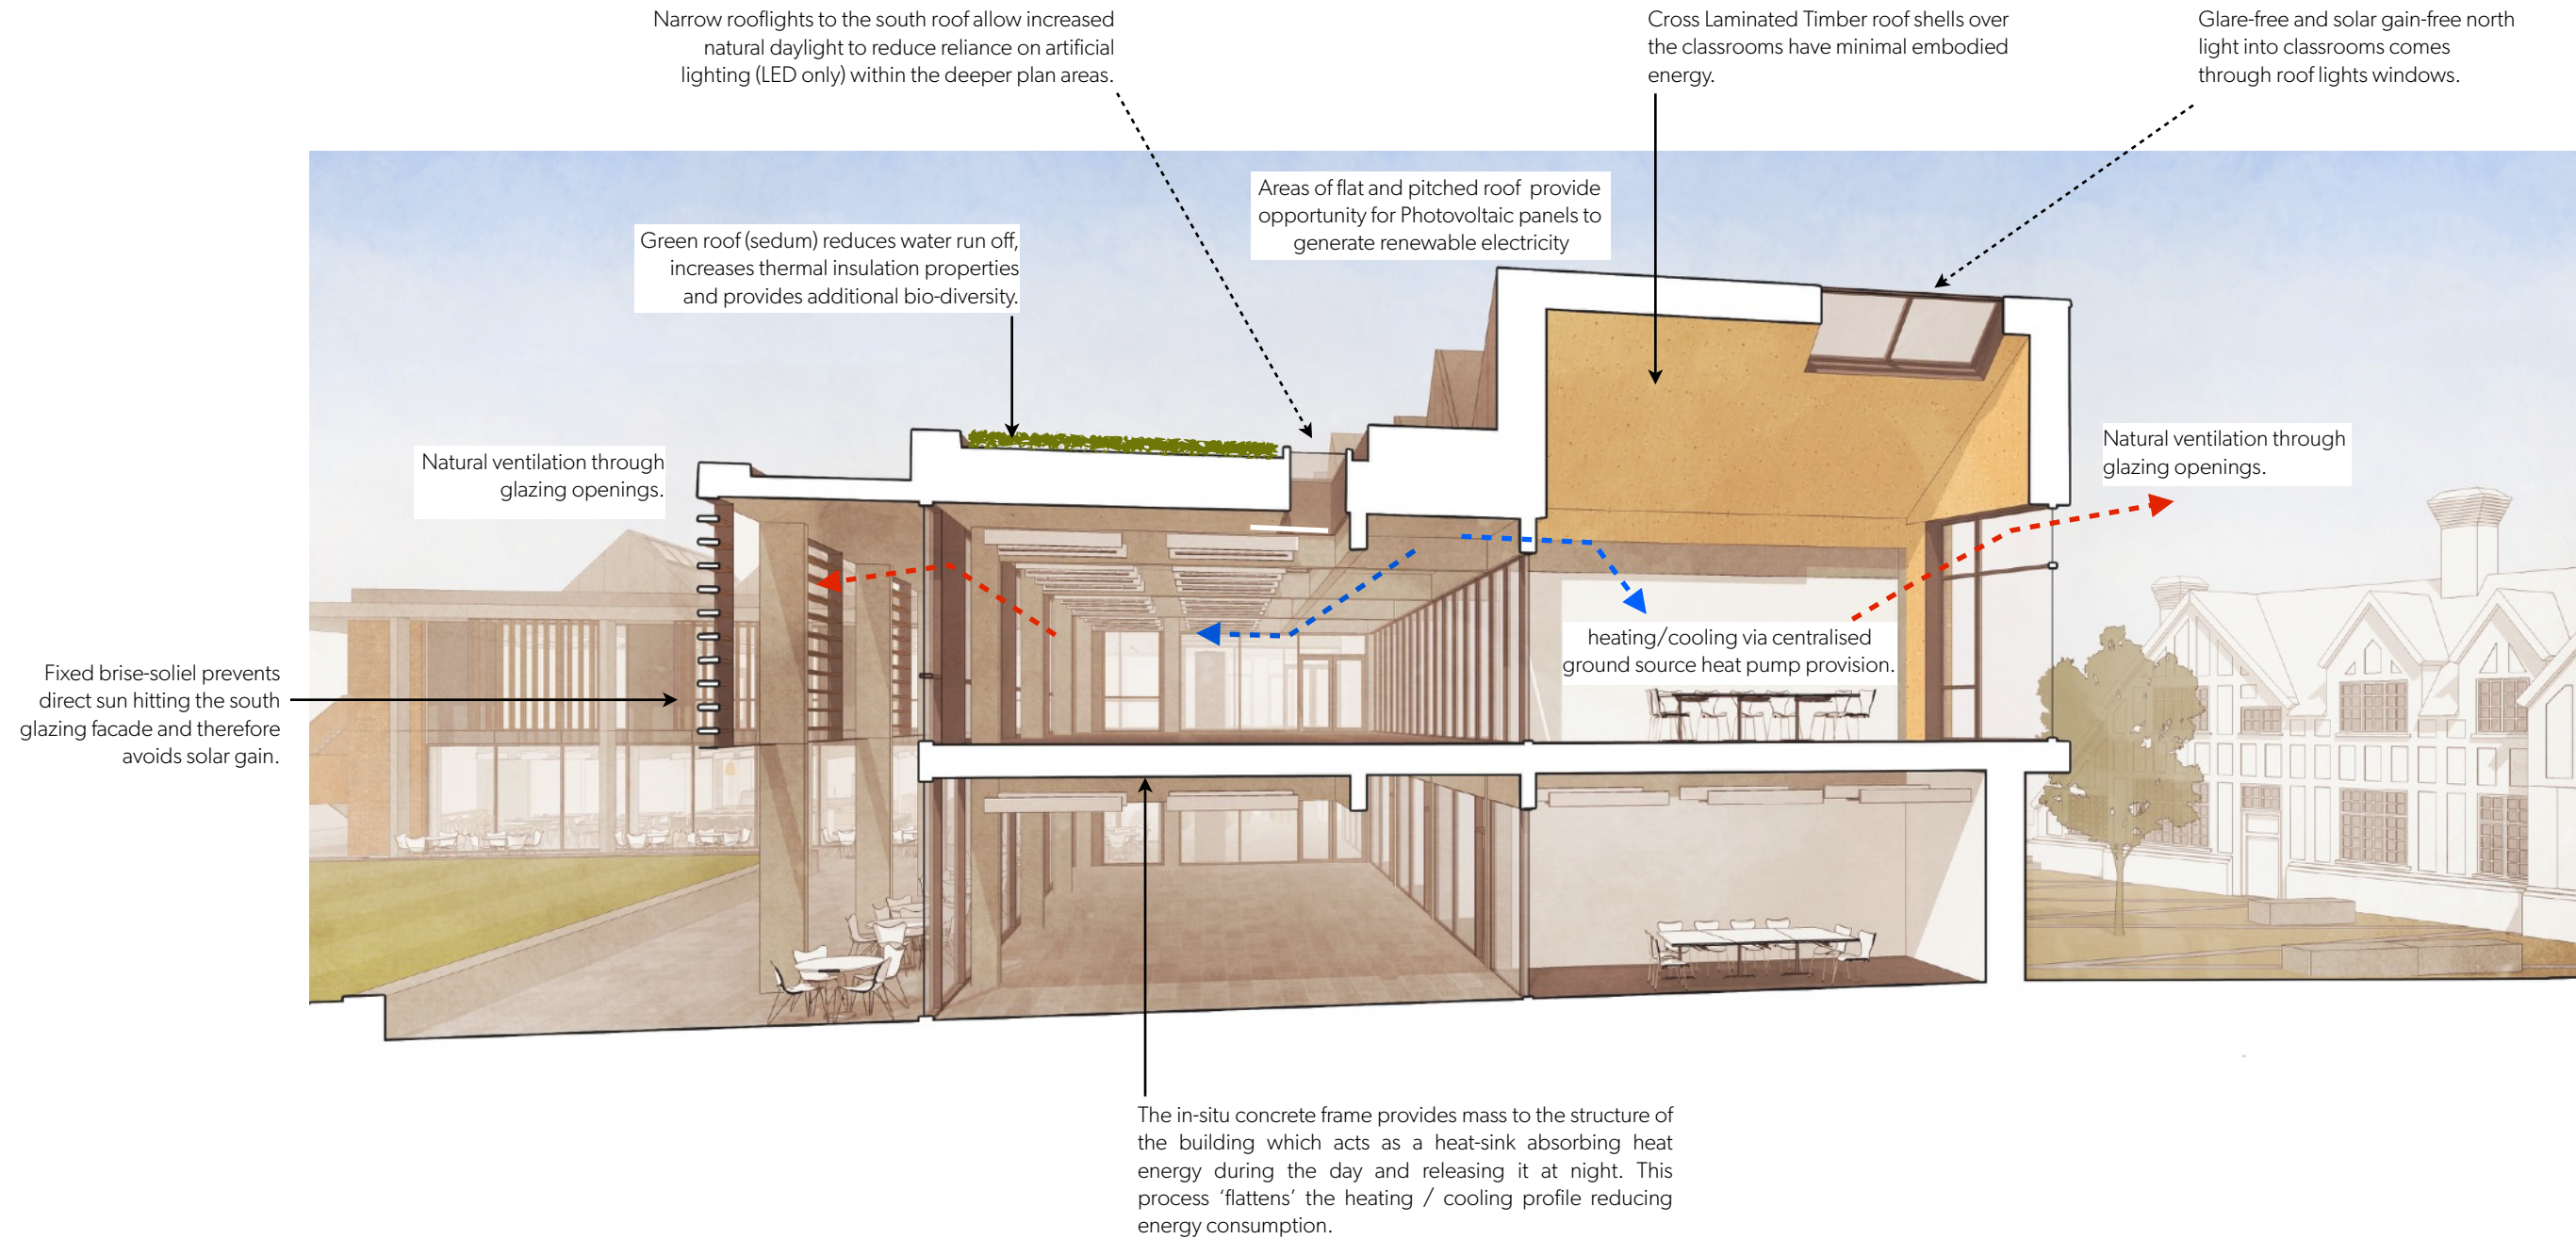 Narrow rooflights to the south roof allow increased
natural daylight to reduce reliance on artificial
lighting (LED only) within the deeper plan areas.
Cross Laminated Timber roof shells over
the classrooms have minimal embodied
energy.
Glare-free and solar gain-free north
light into classrooms comes
through roof lights windows.
Areas of flat and pitched roof provide
opportunity for Photovoltaic panels to
generate renewable electricity
Green roof (sedum) reduces water run off,
increases thermal insulation properties
and provides additional bio-diversity.
Natural ventilation through
glazing openings.
Natural ventilation through
glazing openings.
heating/cooling via centralised
ground source heat pump provision.
Fixed brise-soliel prevents
direct sun hitting the south
glazing facade and therefore
avoids solar gain.
The in-situ concrete frame provides mass to the structure of
the building which acts as a heat-sink absorbing heat
energy during the day and releasing it at night. This
process ‘flattens’ the heating / cooling profile reducing
energy consumption.